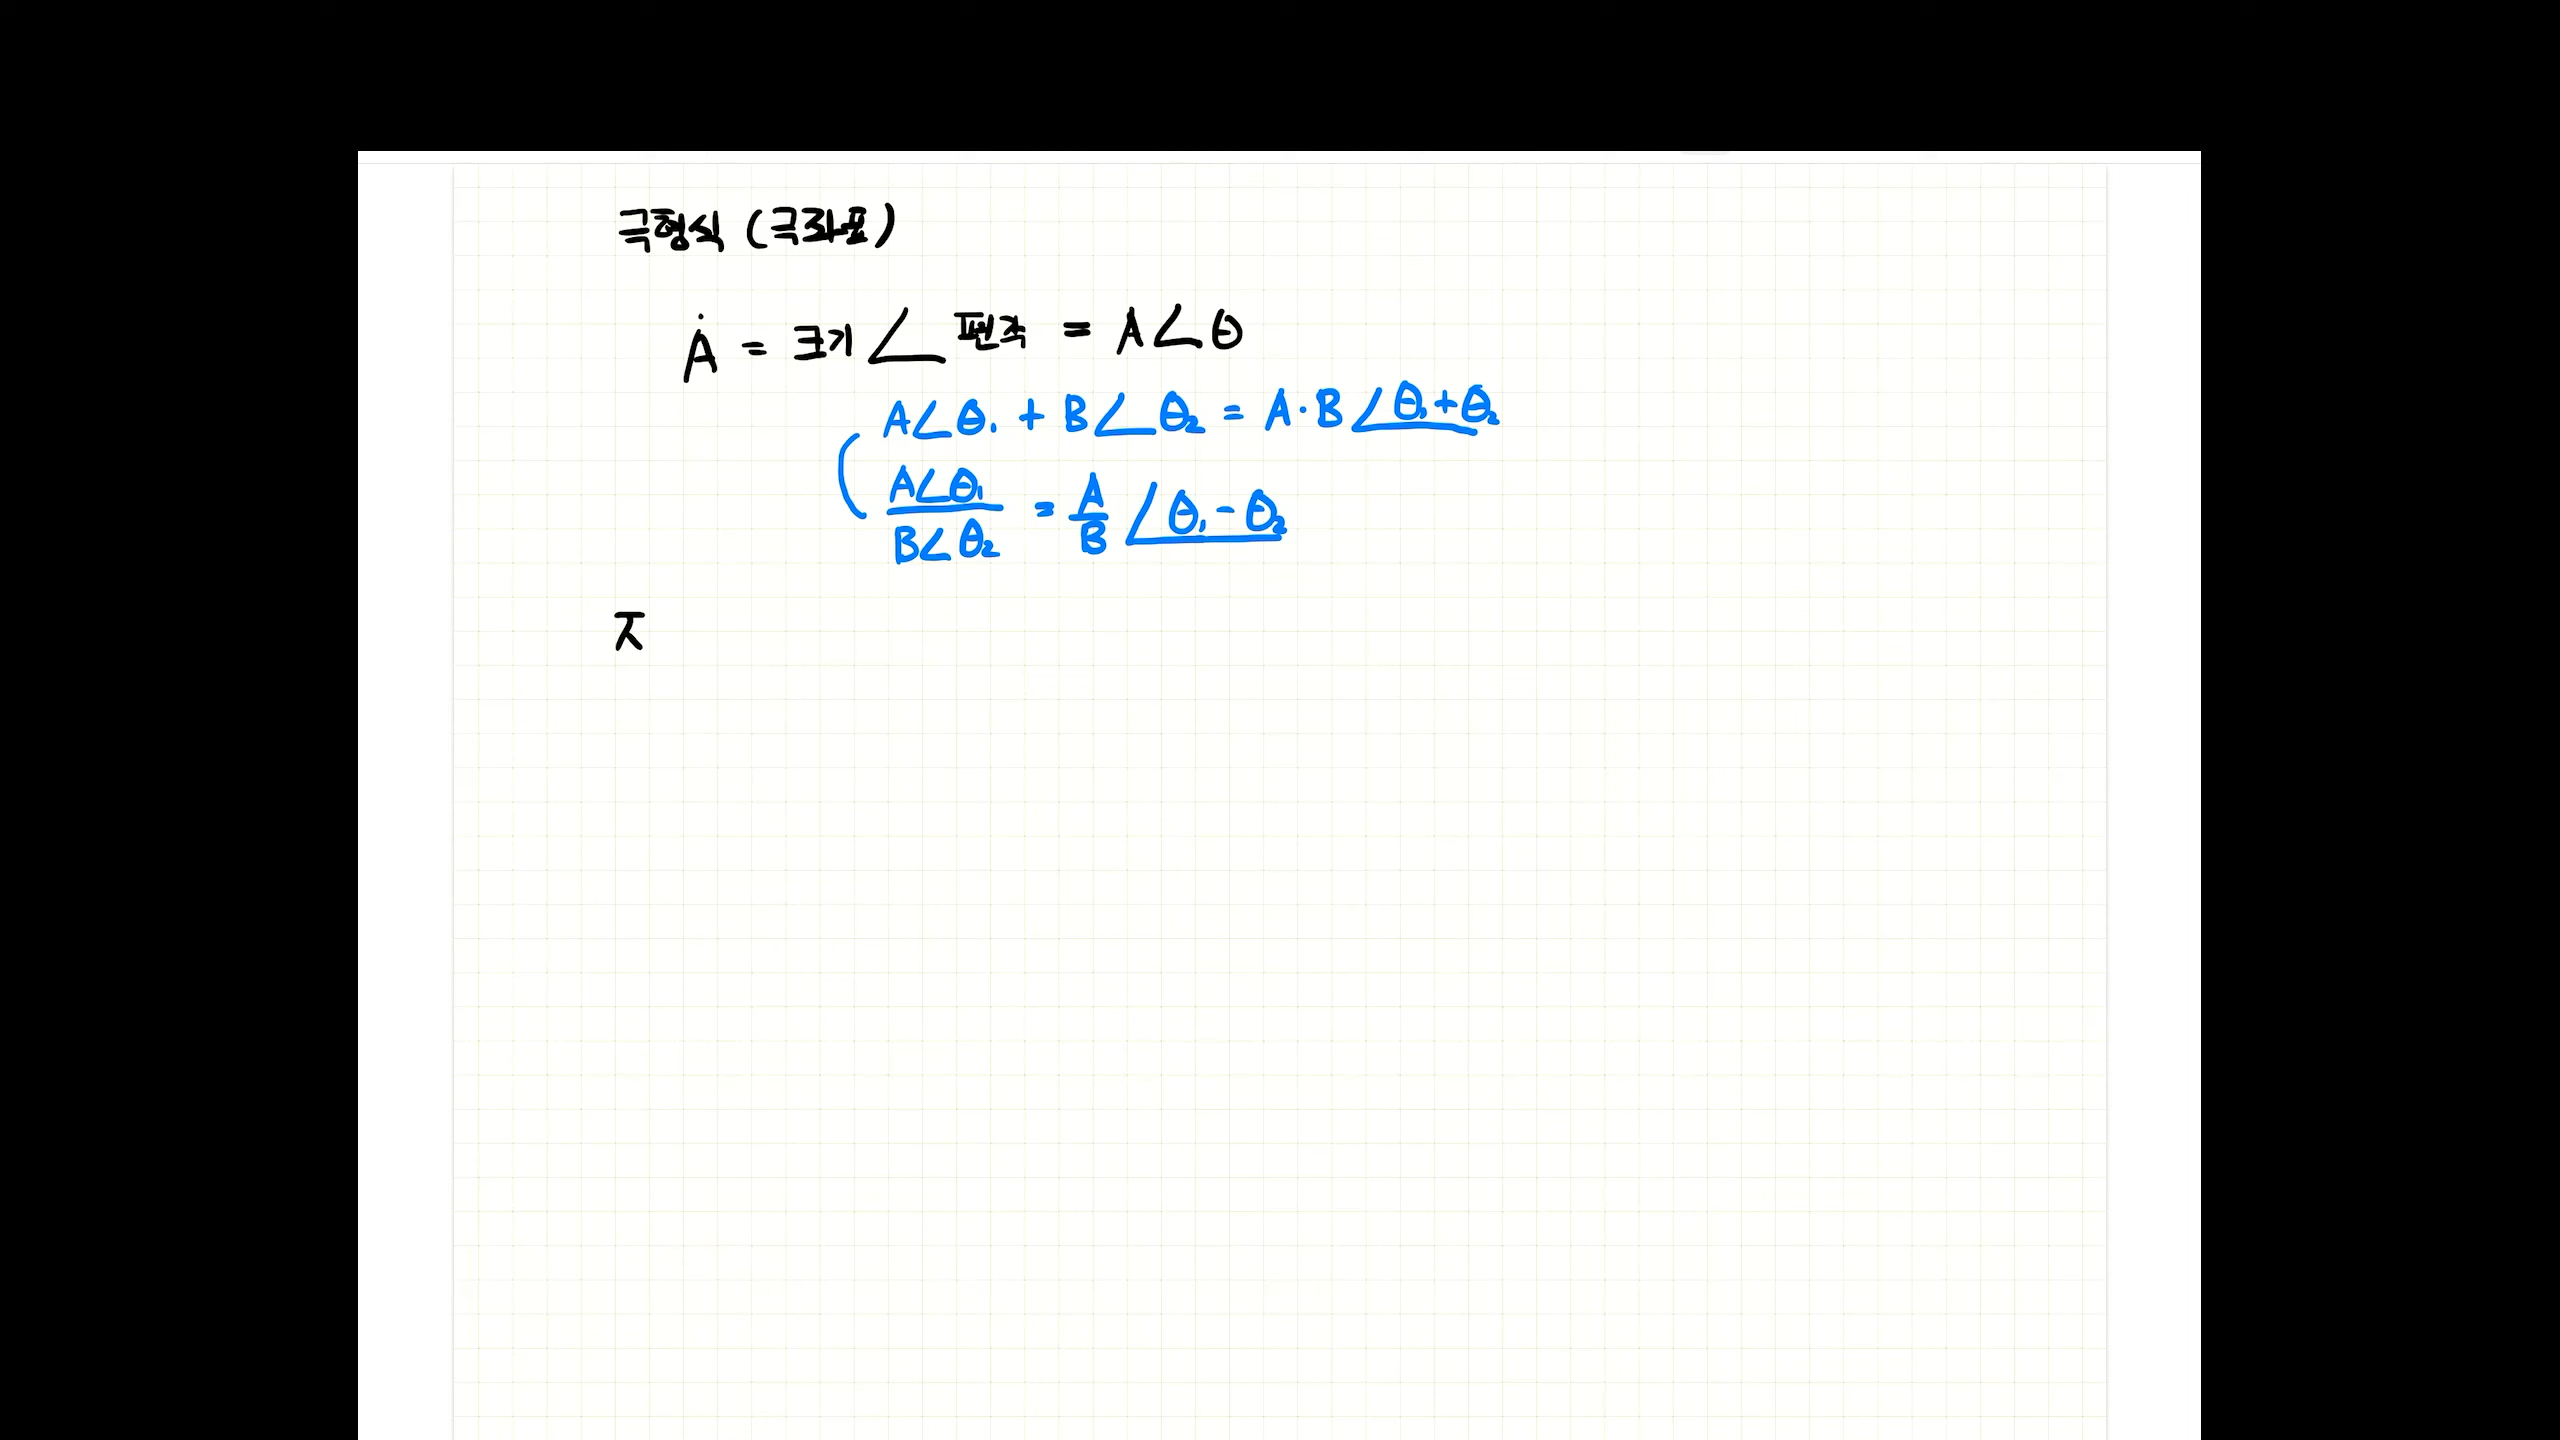 극형식 (극좌표)
Ȧ = 크기 ∠ 편각 = A∠θ
A∠θ₁ + B∠θ₂ = A·B∠θ₁+θ₂
A∠θ₁/B∠θ₂ = A/B ∠θ₁-θ₂
ㅈ